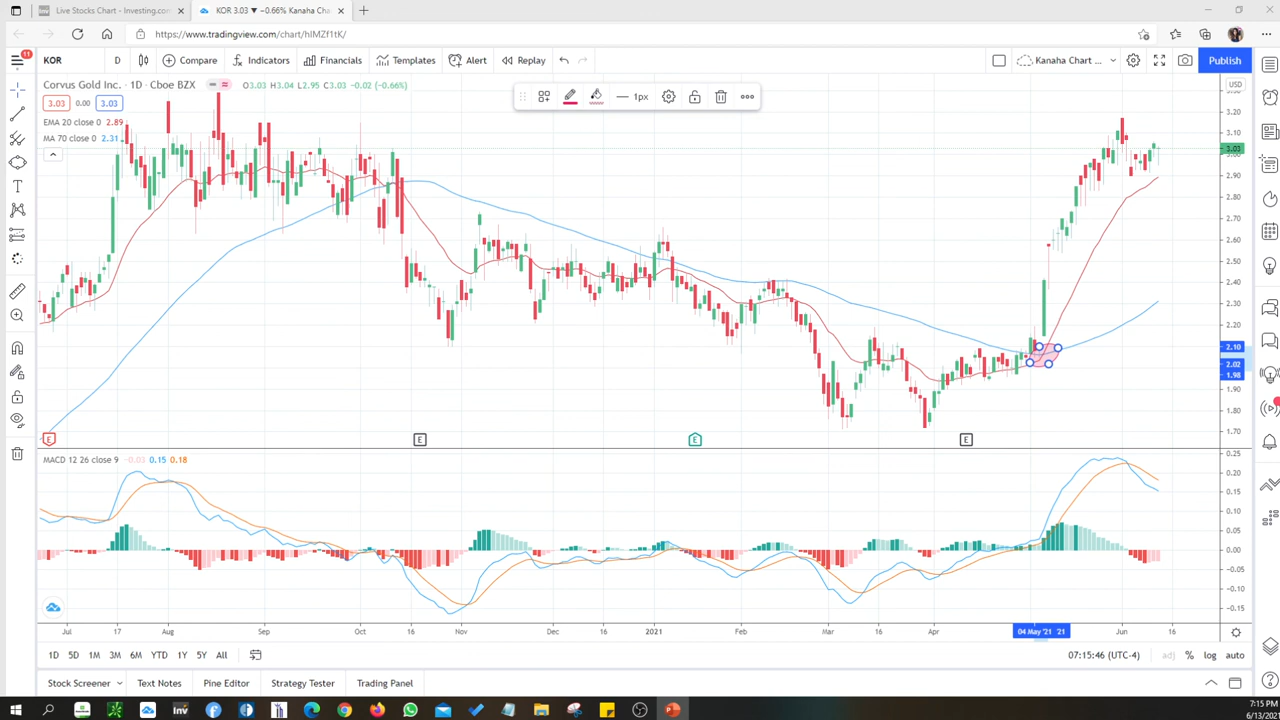 Live Stocks Chart - Investing.com
KOR 3.03 ▼ −0.66% Kanaha Cha
https://www.tradingview.com/chart/hIMZf1tK/
11
KOR
D
Compare
Indicators
Financials
Templates
Alert
Replay
Kanaha Chart ...
Publish
Corvus Gold Inc. · 1D · Cboe BZX
O3.03 H3.04 L2.95 C3.03 −0.02 (−0.66%)
1px
USD
3.03
0.00
3.03
EMA 20 close 0 2.89
MA 70 close 0 2.31
3.20
3.10
3.03
3.00
2.90
2.80
2.70
2.60
2.50
2.40
2.30
2.20
2.10
2.02
1.98
1.90
1.80
1.70
E
E
E
E
MACD 12 26 close 9 −0.03 0.15 0.18
0.25
0.20
0.15
0.10
0.05
0.00
−0.05
−0.10
−0.15
Jul 17 Aug Sep Oct 16 Nov Dec 16 2021 Feb Mar 16 Apr 04 May '21 '21 Jun 16
1D 5D 1M 3M 6M YTD 1Y 5Y All
07:15:46 (UTC-4)
adj % log auto
Stock Screener
Text Notes
Pine Editor
Strategy Tester
Trading Panel
inv
7:15 PM